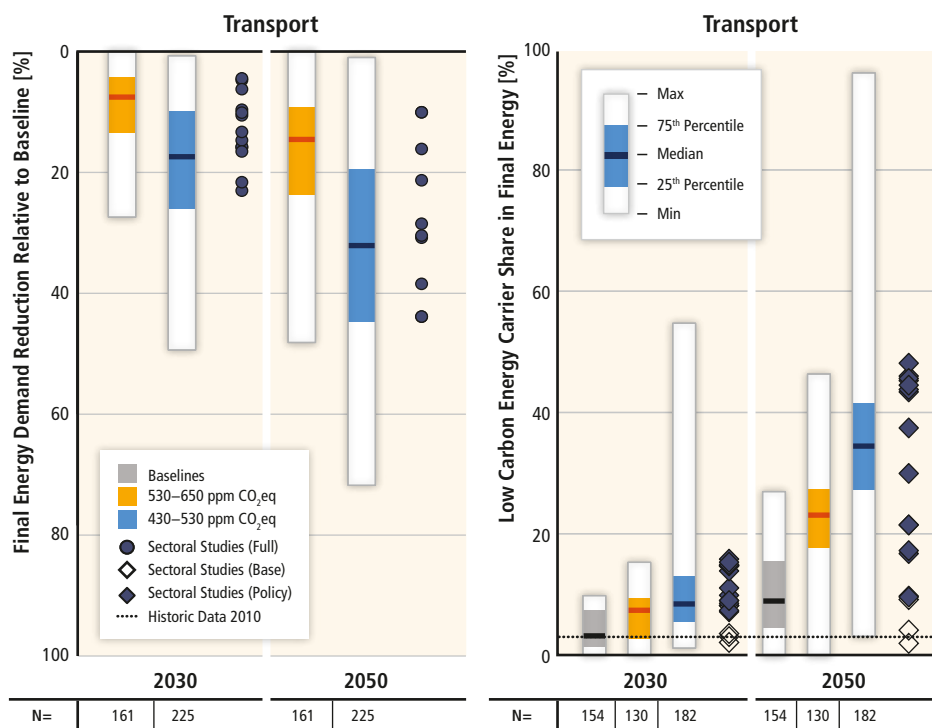 Transport
Final Energy Demand Reduction Relative to Baseline [%]
0
20
40
60
80
100
Baselines
530–650 ppm CO₂eq
430–530 ppm CO₂eq
Sectoral Studies (Full)
Sectoral Studies (Base)
Sectoral Studies (Policy)
Historic Data 2010
2030
2050
N= 161 225 161 225
Transport
Low Carbon Energy Carrier Share in Final Energy [%]
100
80
60
40
20
0
Max
75th Percentile
Median
25th Percentile
Min
2030
2050
N= 154 130 182 154 130 182